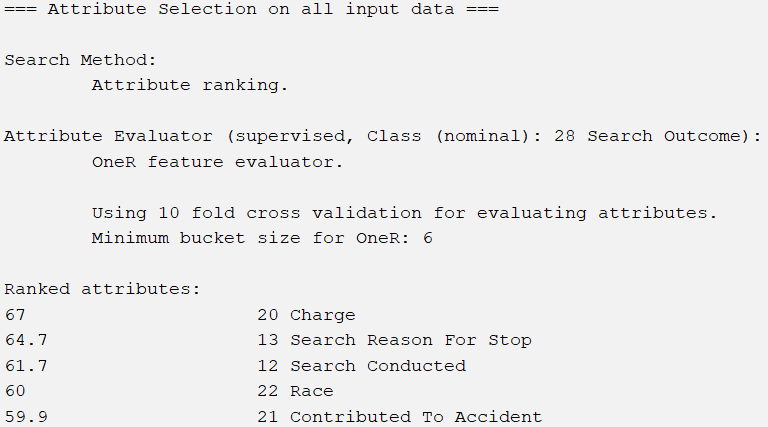 === Attribute Selection on all input data ===
Search Method:
Attribute ranking.
Attribute Evaluator (supervised, Class (nominal): 28 Search Outcome):
OneR feature evaluator.
Using 10 fold cross validation for evaluating attributes.
Minimum bucket size for OneR: 6
Ranked attributes:
67 20 Charge
64.7 13 Search Reason For Stop
61.7 12 Search Conducted
60 22 Race
59.9 21 Contributed To Accident